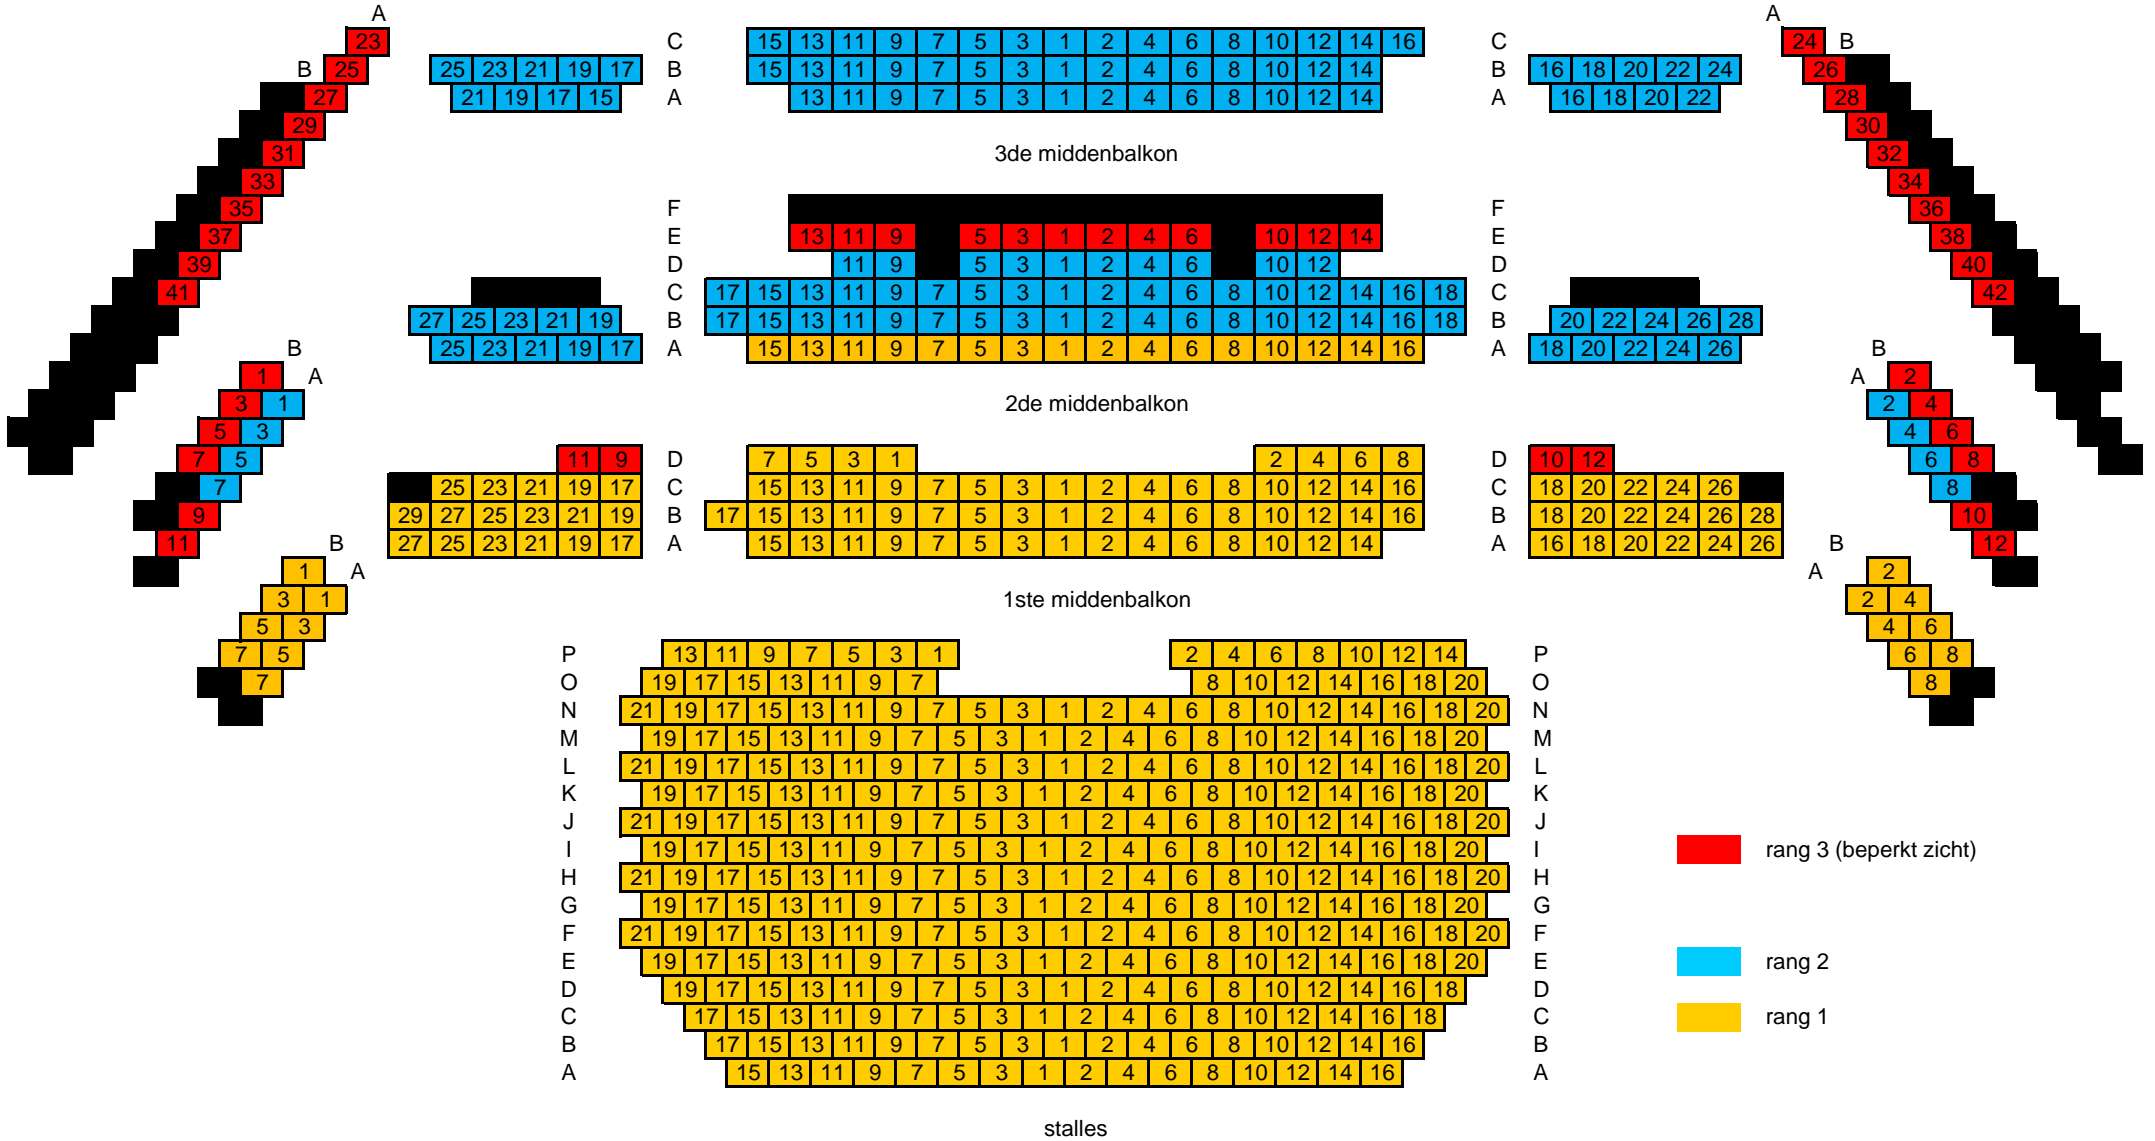 A A
23 C 15 13 11 9 7 5 3 1 2 4 6 8 10 12 14 16 C 24 B
B 25 25 23 21 19 17 B 15 13 11 9 7 5 3 1 2 4 6 8 10 12 14 B 16 18 20 22 24 26
27 21 19 17 15 A 13 11 9 7 5 3 1 2 4 6 8 10 12 14 A 16 18 20 22 28
29 30
31 3de middenbalkon 32
33 34
35 F F 36
37 E 13 11 9 5 3 1 2 4 6 10 12 14 E 38
39 D 11 9 5 3 1 2 4 6 10 12 D 40
41 C 17 15 13 11 9 7 5 3 1 2 4 6 8 10 12 14 16 18 C 42
27 25 23 21 19 B 17 15 13 11 9 7 5 3 1 2 4 6 8 10 12 14 16 18 B 20 22 24 26 28
B 25 23 21 19 17 A 15 13 11 9 7 5 3 1 2 4 6 8 10 12 14 16 A 18 20 22 24 26 B
1 A A 2
3 1 2de middenbalkon 2 4
5 3 4 6
7 5 11 9 D 7 5 3 1 2 4 6 8 D 10 12 6 8
7 25 23 21 19 17 C 15 13 11 9 7 5 3 1 2 4 6 8 10 12 14 16 C 18 20 22 24 26 8
9 29 27 25 23 21 19 B 17 15 13 11 9 7 5 3 1 2 4 6 8 10 12 14 16 B 18 20 22 24 26 28 10
11 B 27 25 23 21 19 17 A 15 13 11 9 7 5 3 1 2 4 6 8 10 12 14 A 16 18 20 22 24 26 B 12
1 A A 2
3 1 1ste middenbalkon 2 4
5 3 4 6
7 5 P 13 11 9 7 5 3 1 2 4 6 8 10 12 14 P 6 8
7 O 19 17 15 13 11 9 7 8 10 12 14 16 18 20 O 8
N 21 19 17 15 13 11 9 7 5 3 1 2 4 6 8 10 12 14 16 18 20 N
M 19 17 15 13 11 9 7 5 3 1 2 4 6 8 10 12 14 16 18 20 M
L 21 19 17 15 13 11 9 7 5 3 1 2 4 6 8 10 12 14 16 18 20 L
K 19 17 15 13 11 9 7 5 3 1 2 4 6 8 10 12 14 16 18 20 K
J 21 19 17 15 13 11 9 7 5 3 1 2 4 6 8 10 12 14 16 18 20 J
I 19 17 15 13 11 9 7 5 3 1 2 4 6 8 10 12 14 16 18 20 I rang 3 (beperkt zicht)
H 21 19 17 15 13 11 9 7 5 3 1 2 4 6 8 10 12 14 16 18 20 H
G 19 17 15 13 11 9 7 5 3 1 2 4 6 8 10 12 14 16 18 20 G
F 21 19 17 15 13 11 9 7 5 3 1 2 4 6 8 10 12 14 16 18 20 F
E 19 17 15 13 11 9 7 5 3 1 2 4 6 8 10 12 14 16 18 20 E rang 2
D 19 17 15 13 11 9 7 5 3 1 2 4 6 8 10 12 14 16 18 D
C 17 15 13 11 9 7 5 3 1 2 4 6 8 10 12 14 16 18 C rang 1
B 17 15 13 11 9 7 5 3 1 2 4 6 8 10 12 14 16 B
A 15 13 11 9 7 5 3 1 2 4 6 8 10 12 14 16 A
stalles